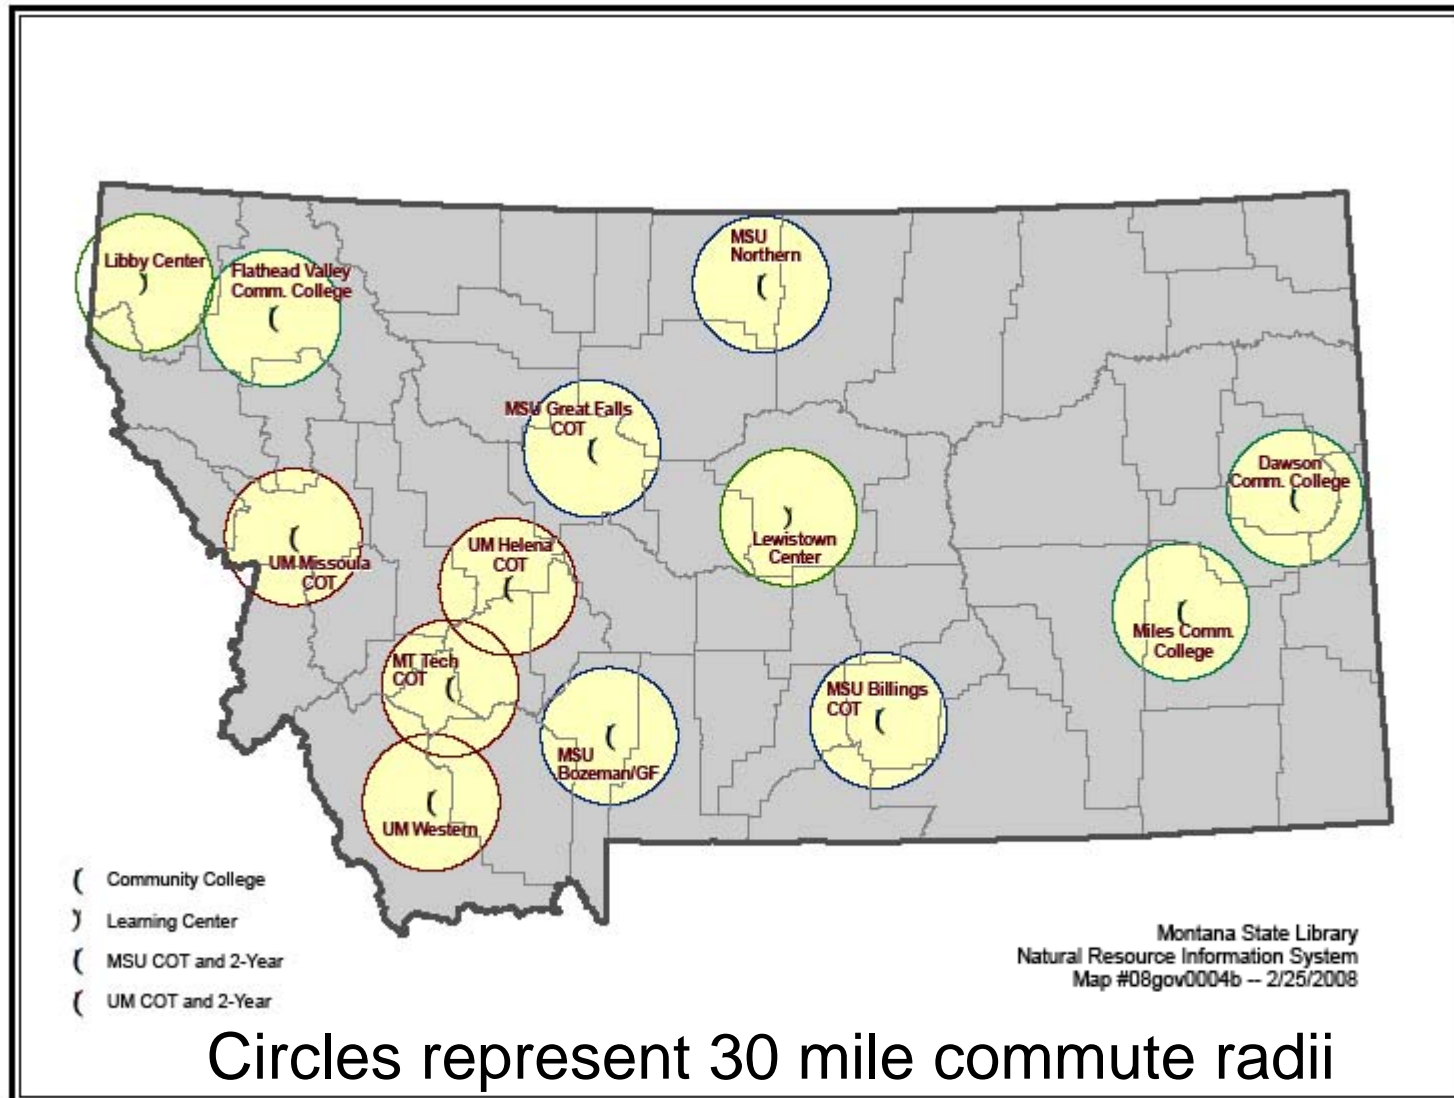 Libby Center
Flathead Valley
Comm. College
MSU
Northern
MSU Great Falls
COT
Dawson
Comm. College
Lewistown
Center
UM Missoula
COT
UM Helena
COT
Miles Comm.
College
MT Tech
COT
MSU Billings
COT
MSU
Bozeman/GF
UM Western
Community College
Learning Center
MSU COT and 2-Year
UM COT and 2-Year
Montana State Library
Natural Resource Information System
Map #08gov0004b -- 2/25/2008
Circles represent 30 mile commute radii